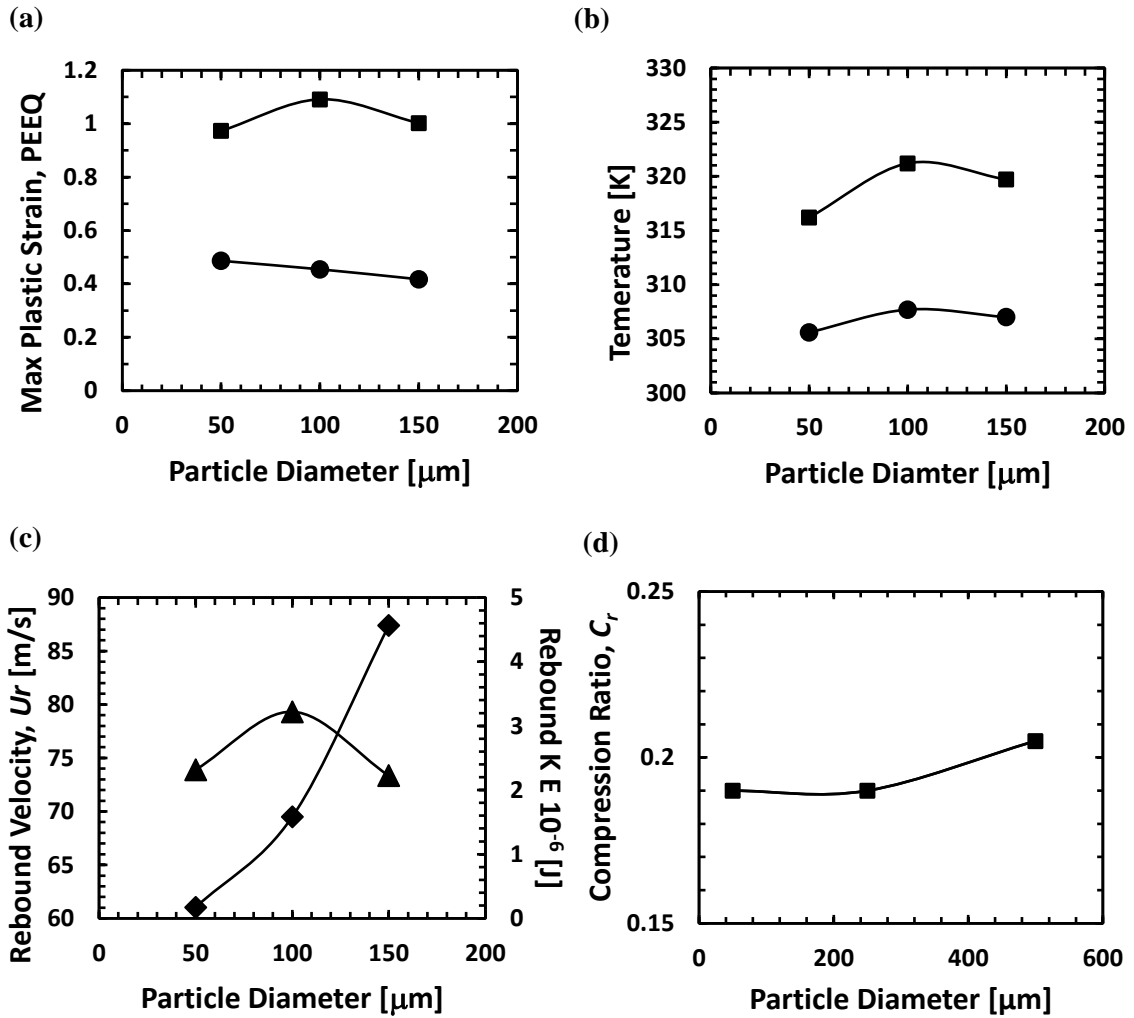 (a)
Max Plastic Strain, PEEQ
1.2
1
0.8
0.6
0.4
0.2
0
0 50 100 150 200
Particle Diameter [μm]
(b)
Temerature [K]
330
325
320
315
310
305
300
0 50 100 150 200
Particle Diamter [μm]
(c)
Rebound Velocity, Ur [m/s]
90
85
80
75
70
65
60
5
4
3
2
1
0
Rebound K E 10⁻⁶ [J]
0 50 100 150 200
Particle Diameter [μm]
(d)
Compression Ratio, Cᵣ
0.25
0.2
0.15
0 200 400 600
Particle Diameter [μm]